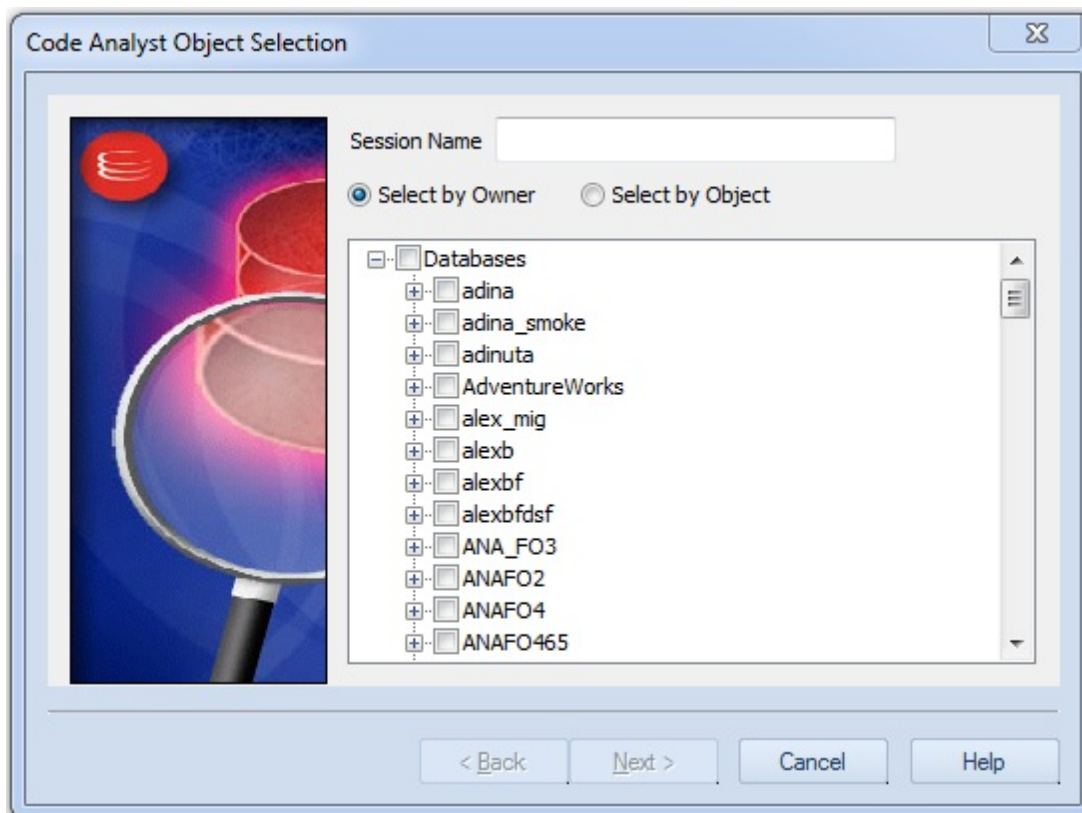 Code Analyst Object Selection
Session Name
Select by Owner Select by Object
Databases
adina
adina_smoke
adinuta
AdventureWorks
alex_mig
alexb
alexbf
alexbfdsf
ANA_FO3
ANAFO2
ANAFO4
ANAFO465
< Back Next > Cancel Help